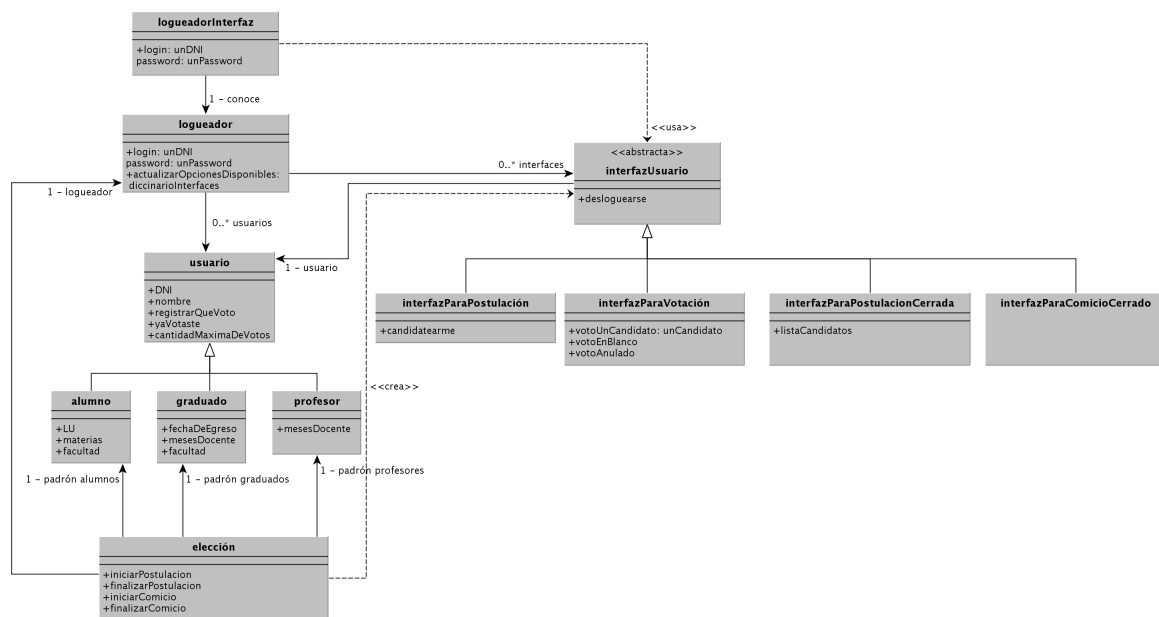 logueadorInterfaz
+login: unDNI
password: unPassword
1 - conoce
<<usa>>
logueador
+login: unDNI
password: unPassword
+actualizarOpcionesDisponibles:
diccinarioInterfaces
0..* interfaces
1 - logueador
<<abstracta>>
interfazUsuario
+desloguearse
0..* usuarios
1 - usuario
usuario
+DNI
+nombre
+registrarQueVoto
+yaVotaste
+cantidadMaximaDeVotos
interfazParaPostulación
+candidatearme
interfazParaVotación
+votoUnCandidato: unCandidato
+votoEnBlanco
+votoAnulado
interfazParaPostulacionCerrada
+listaCandidatos
interfazParaComicioCerrado
<<crea>>
alumno
+LU
+materias
+facultad
graduado
+fechaDeEgreso
+mesesDocente
+facultad
profesor
+mesesDocente
1 - padrón alumnos
1 - padrón graduados
1 - padrón profesores
elección
+iniciarPostulacion
+finalizarPostulacion
+iniciarComicio
+finalizarComicio